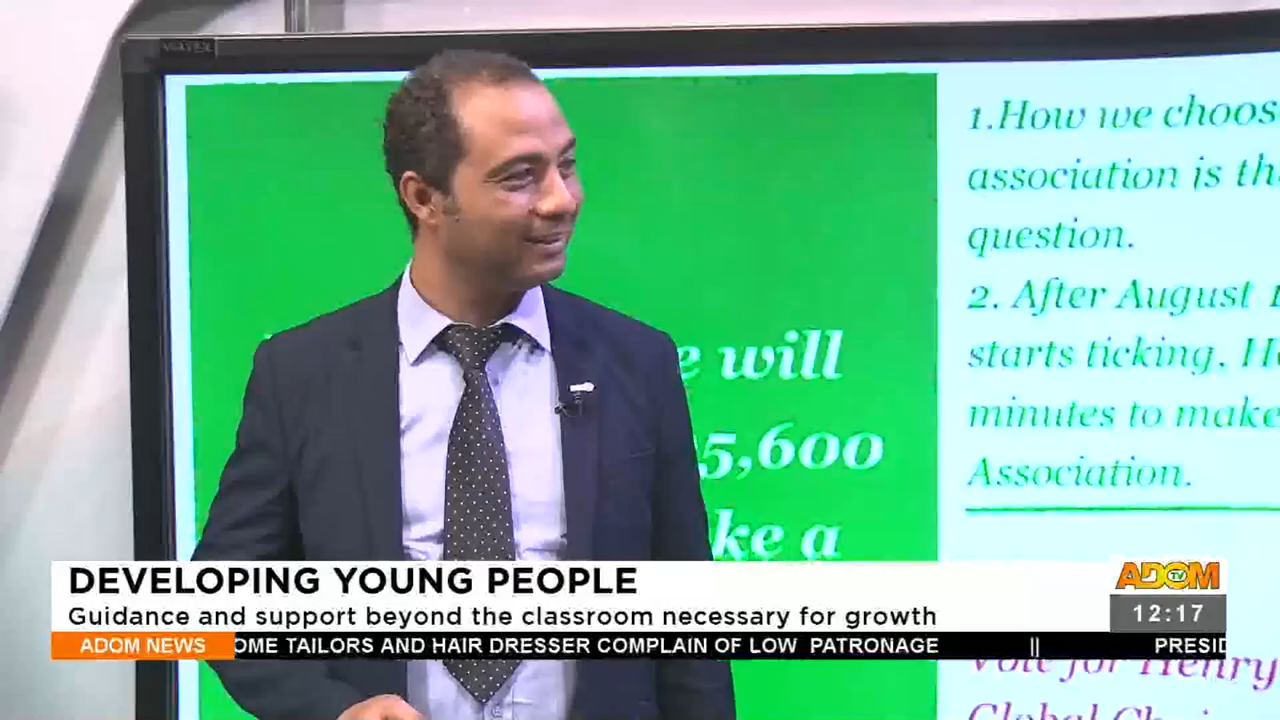 1.How we choos
association is th
question.
2. After August
starts ticking. H
minutes to make
Association.
e will
5,600
ke a
DEVELOPING YOUNG PEOPLE
Guidance and support beyond the classroom necessary for growth
ADOM TV
12:17
ADOM NEWS OME TAILORS AND HAIR DRESSER COMPLAIN OF LOW PATRONAGE || PRESID
Vote for Henry
Global